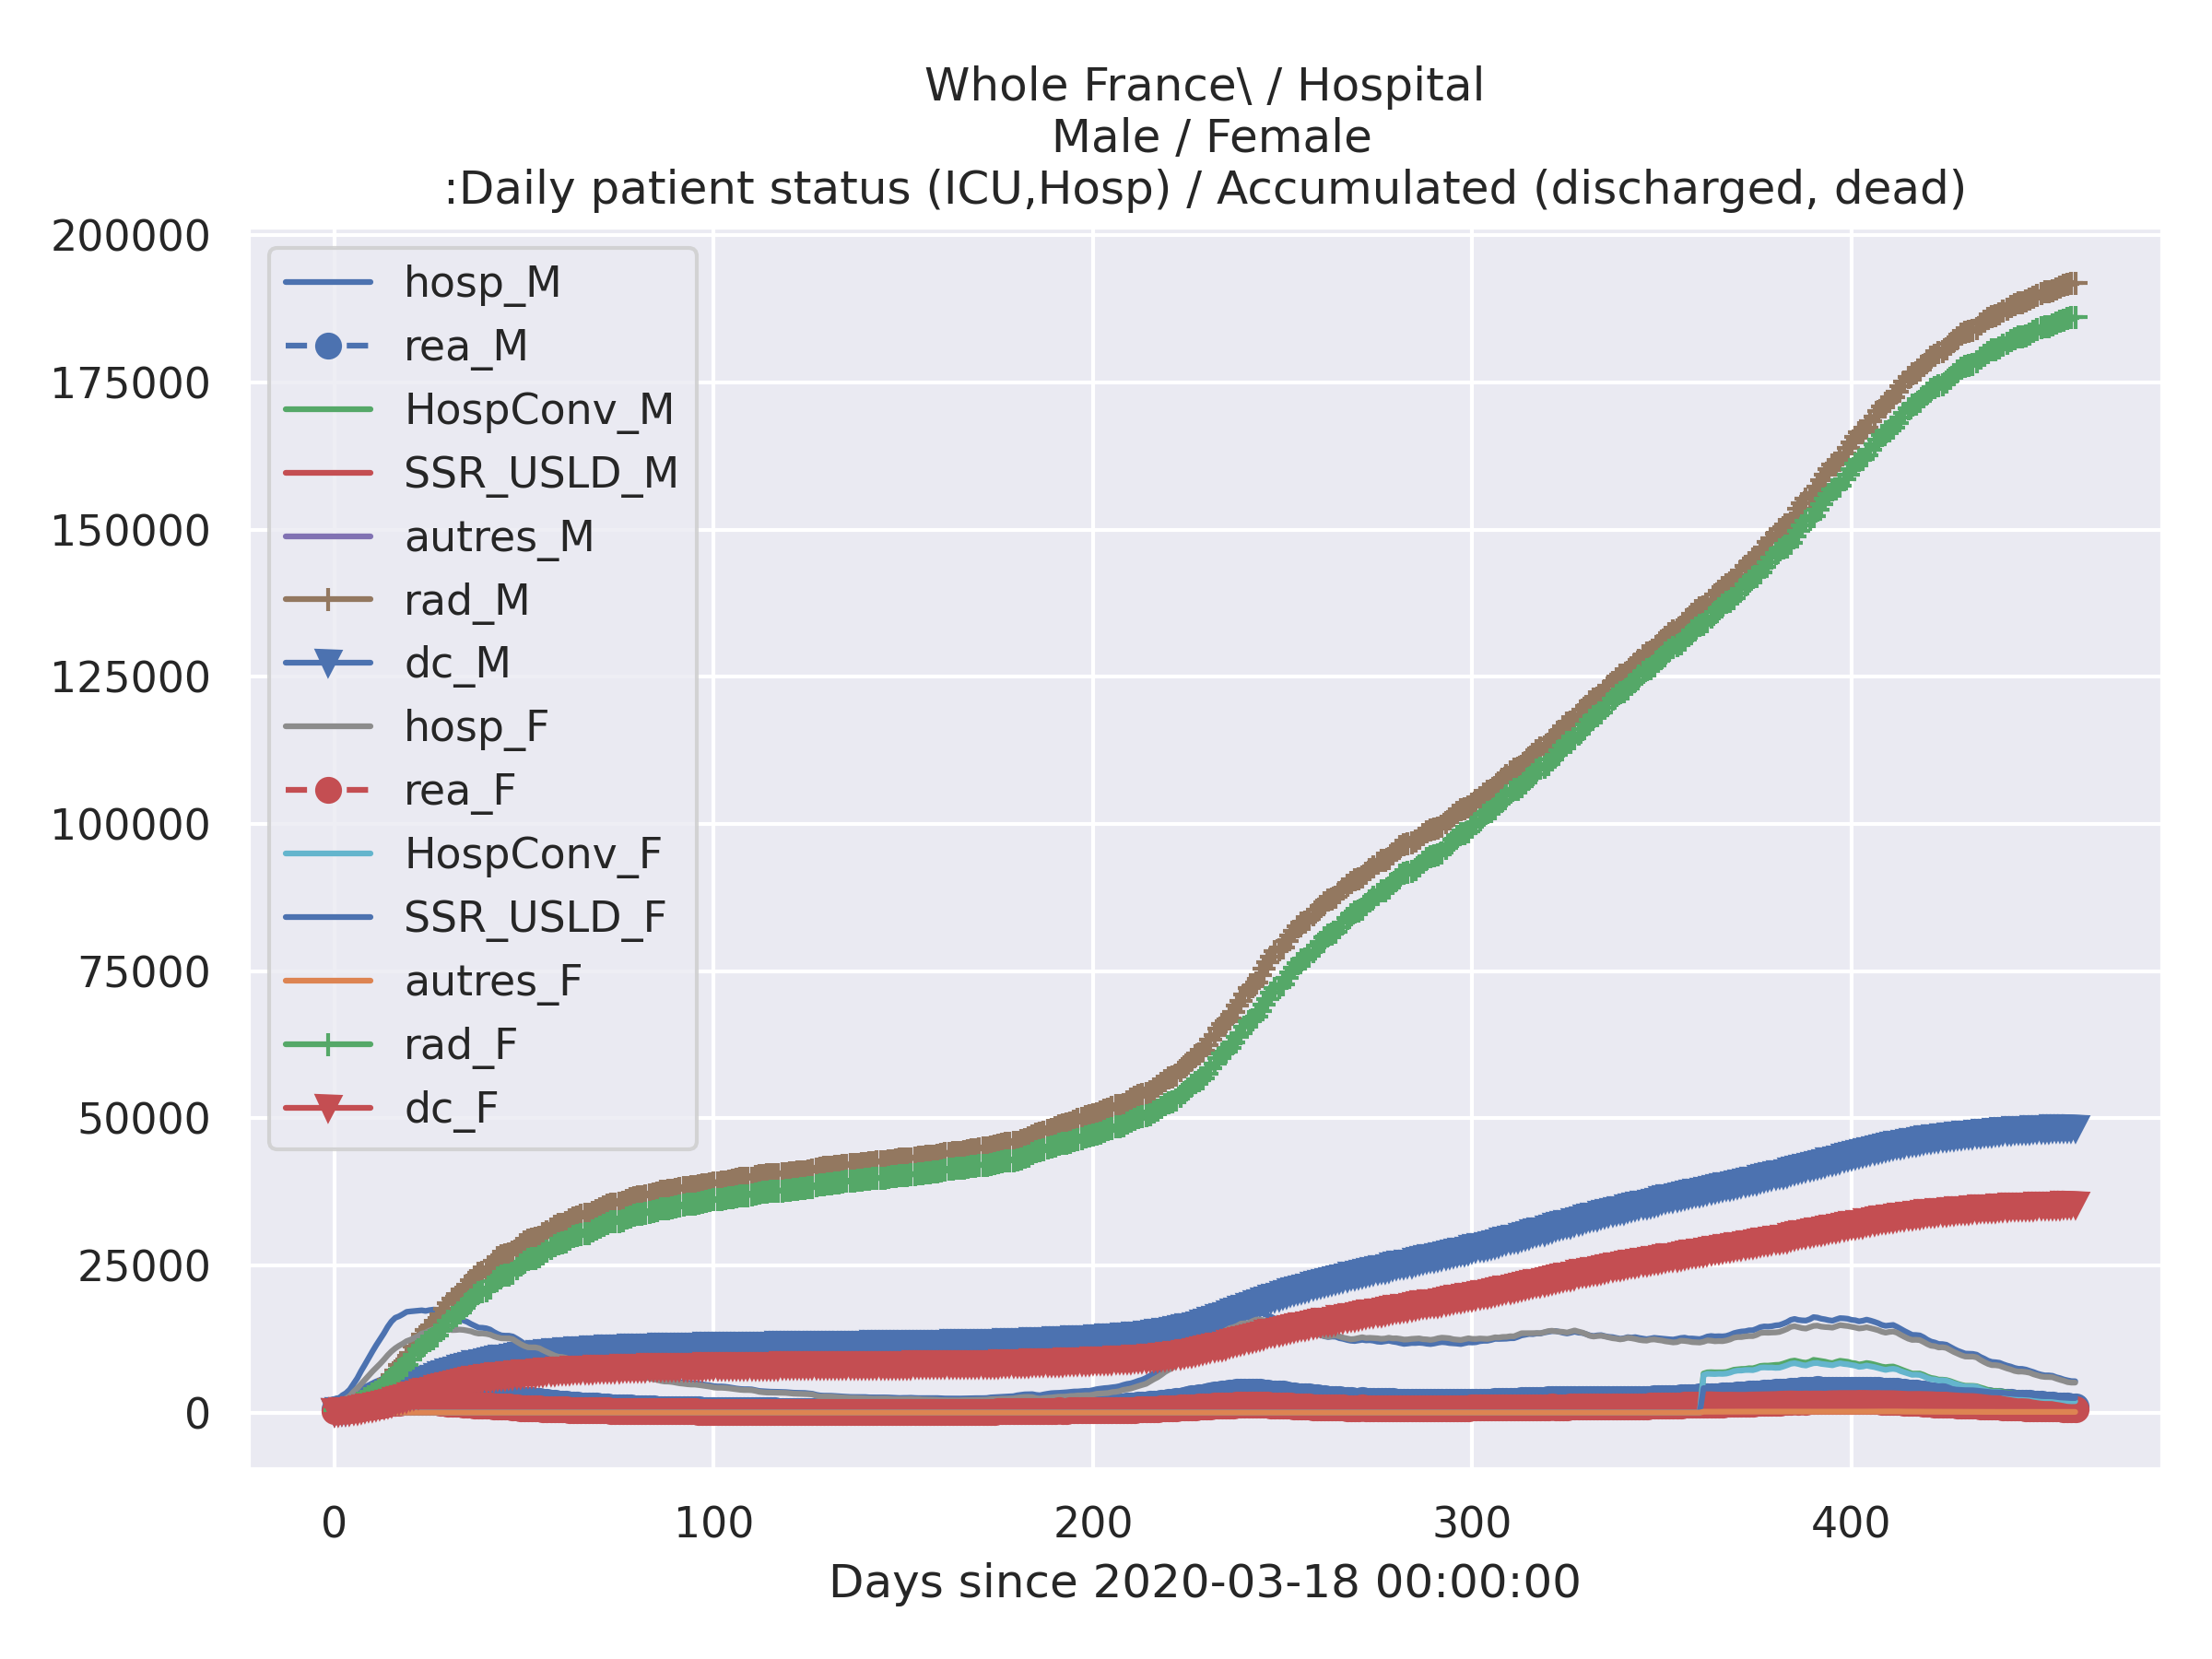 Whole France\ / Hospital
Male / Female
:Daily patient status (ICU,Hosp) / Accumulated (discharged, dead)
200000
175000
150000
125000
100000
75000
50000
25000
0
hosp_M
rea_M
HospConv_M
SSR_USLD_M
autres_M
rad_M
dc_M
hosp_F
rea_F
HospConv_F
SSR_USLD_F
autres_F
rad_F
dc_F
0 100 200 300 400
Days since 2020-03-18 00:00:00